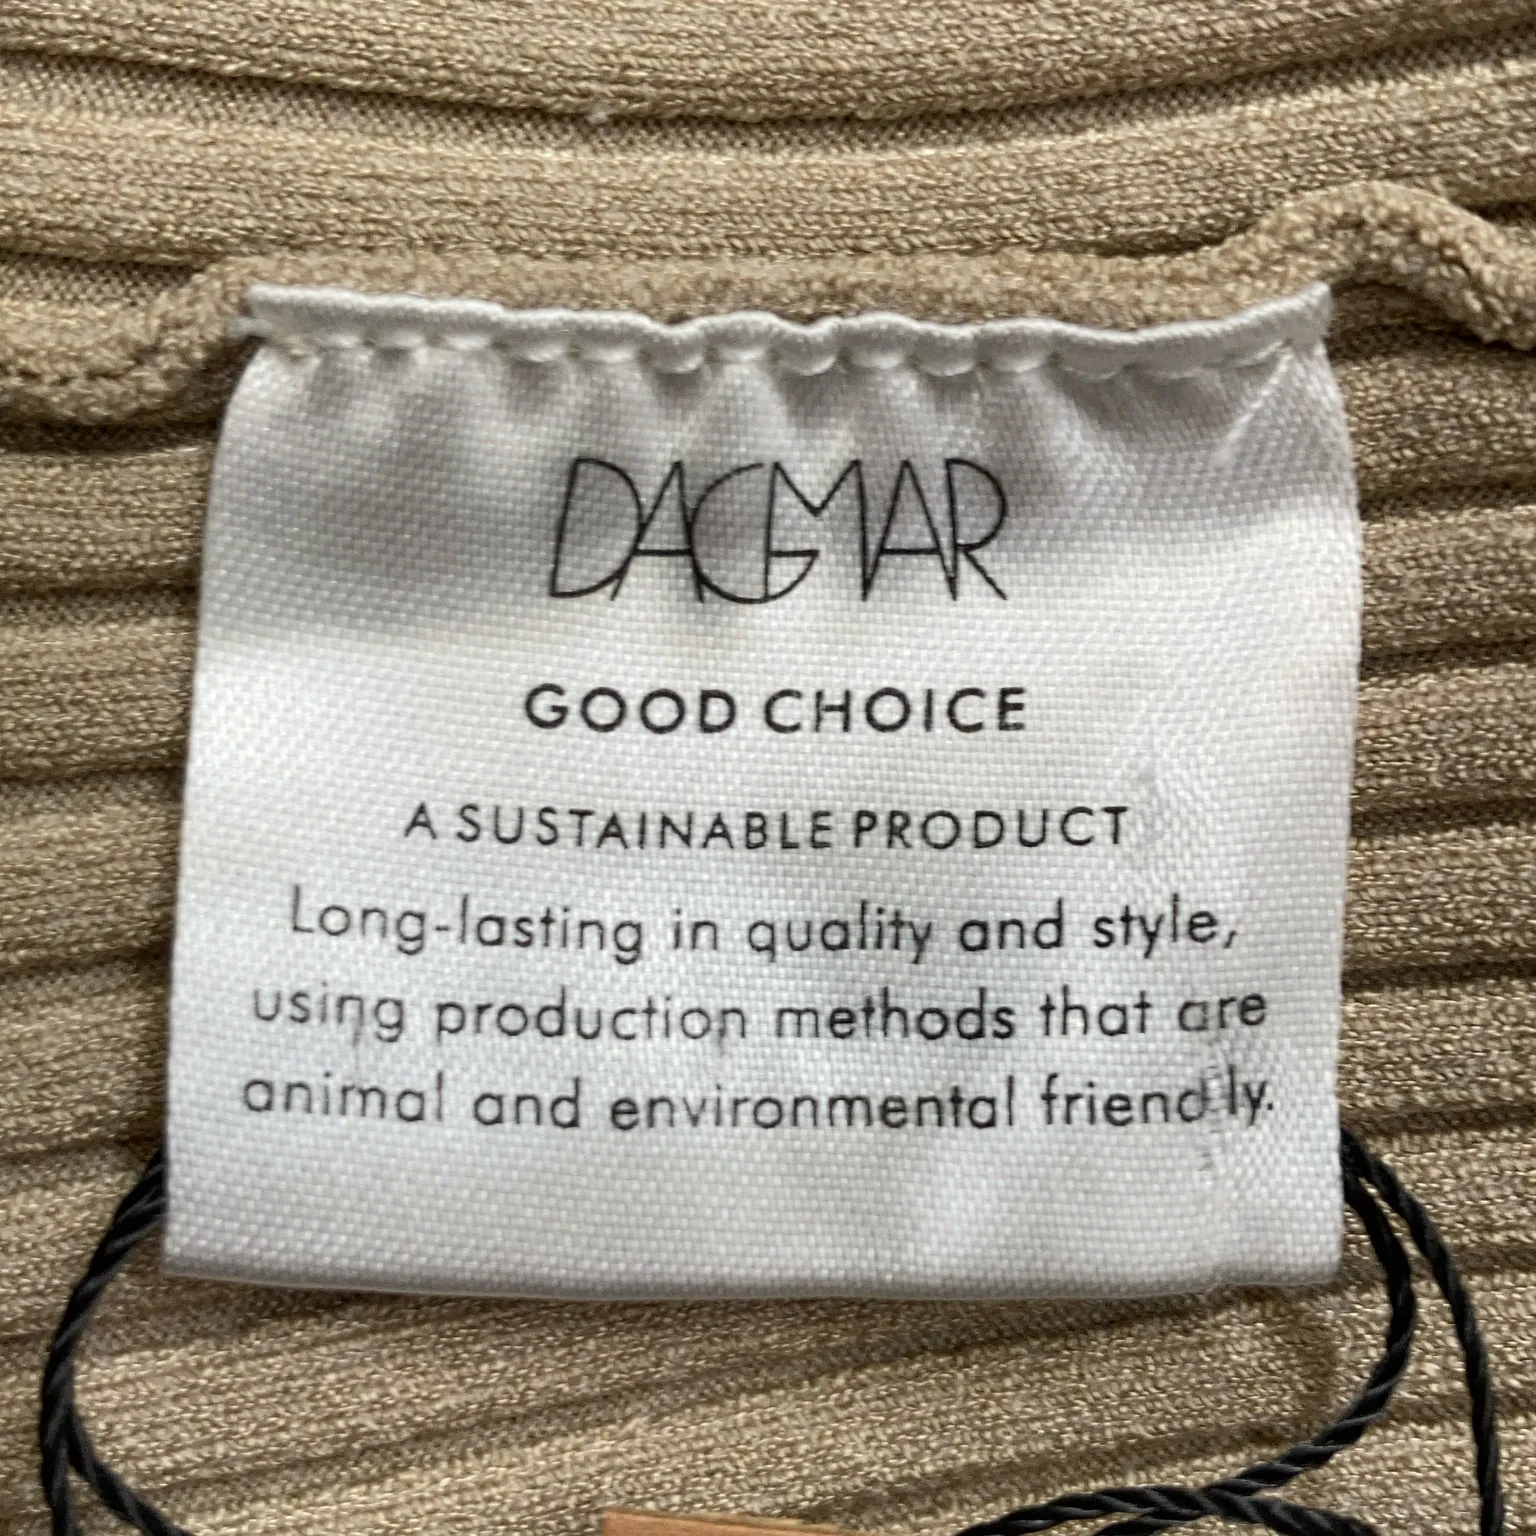 DAGMAR
GOOD CHOICE
A SUSTAINABLE PRODUCT
Long-lasting in quality and style,
using production methods that are
animal and environmental friendly.